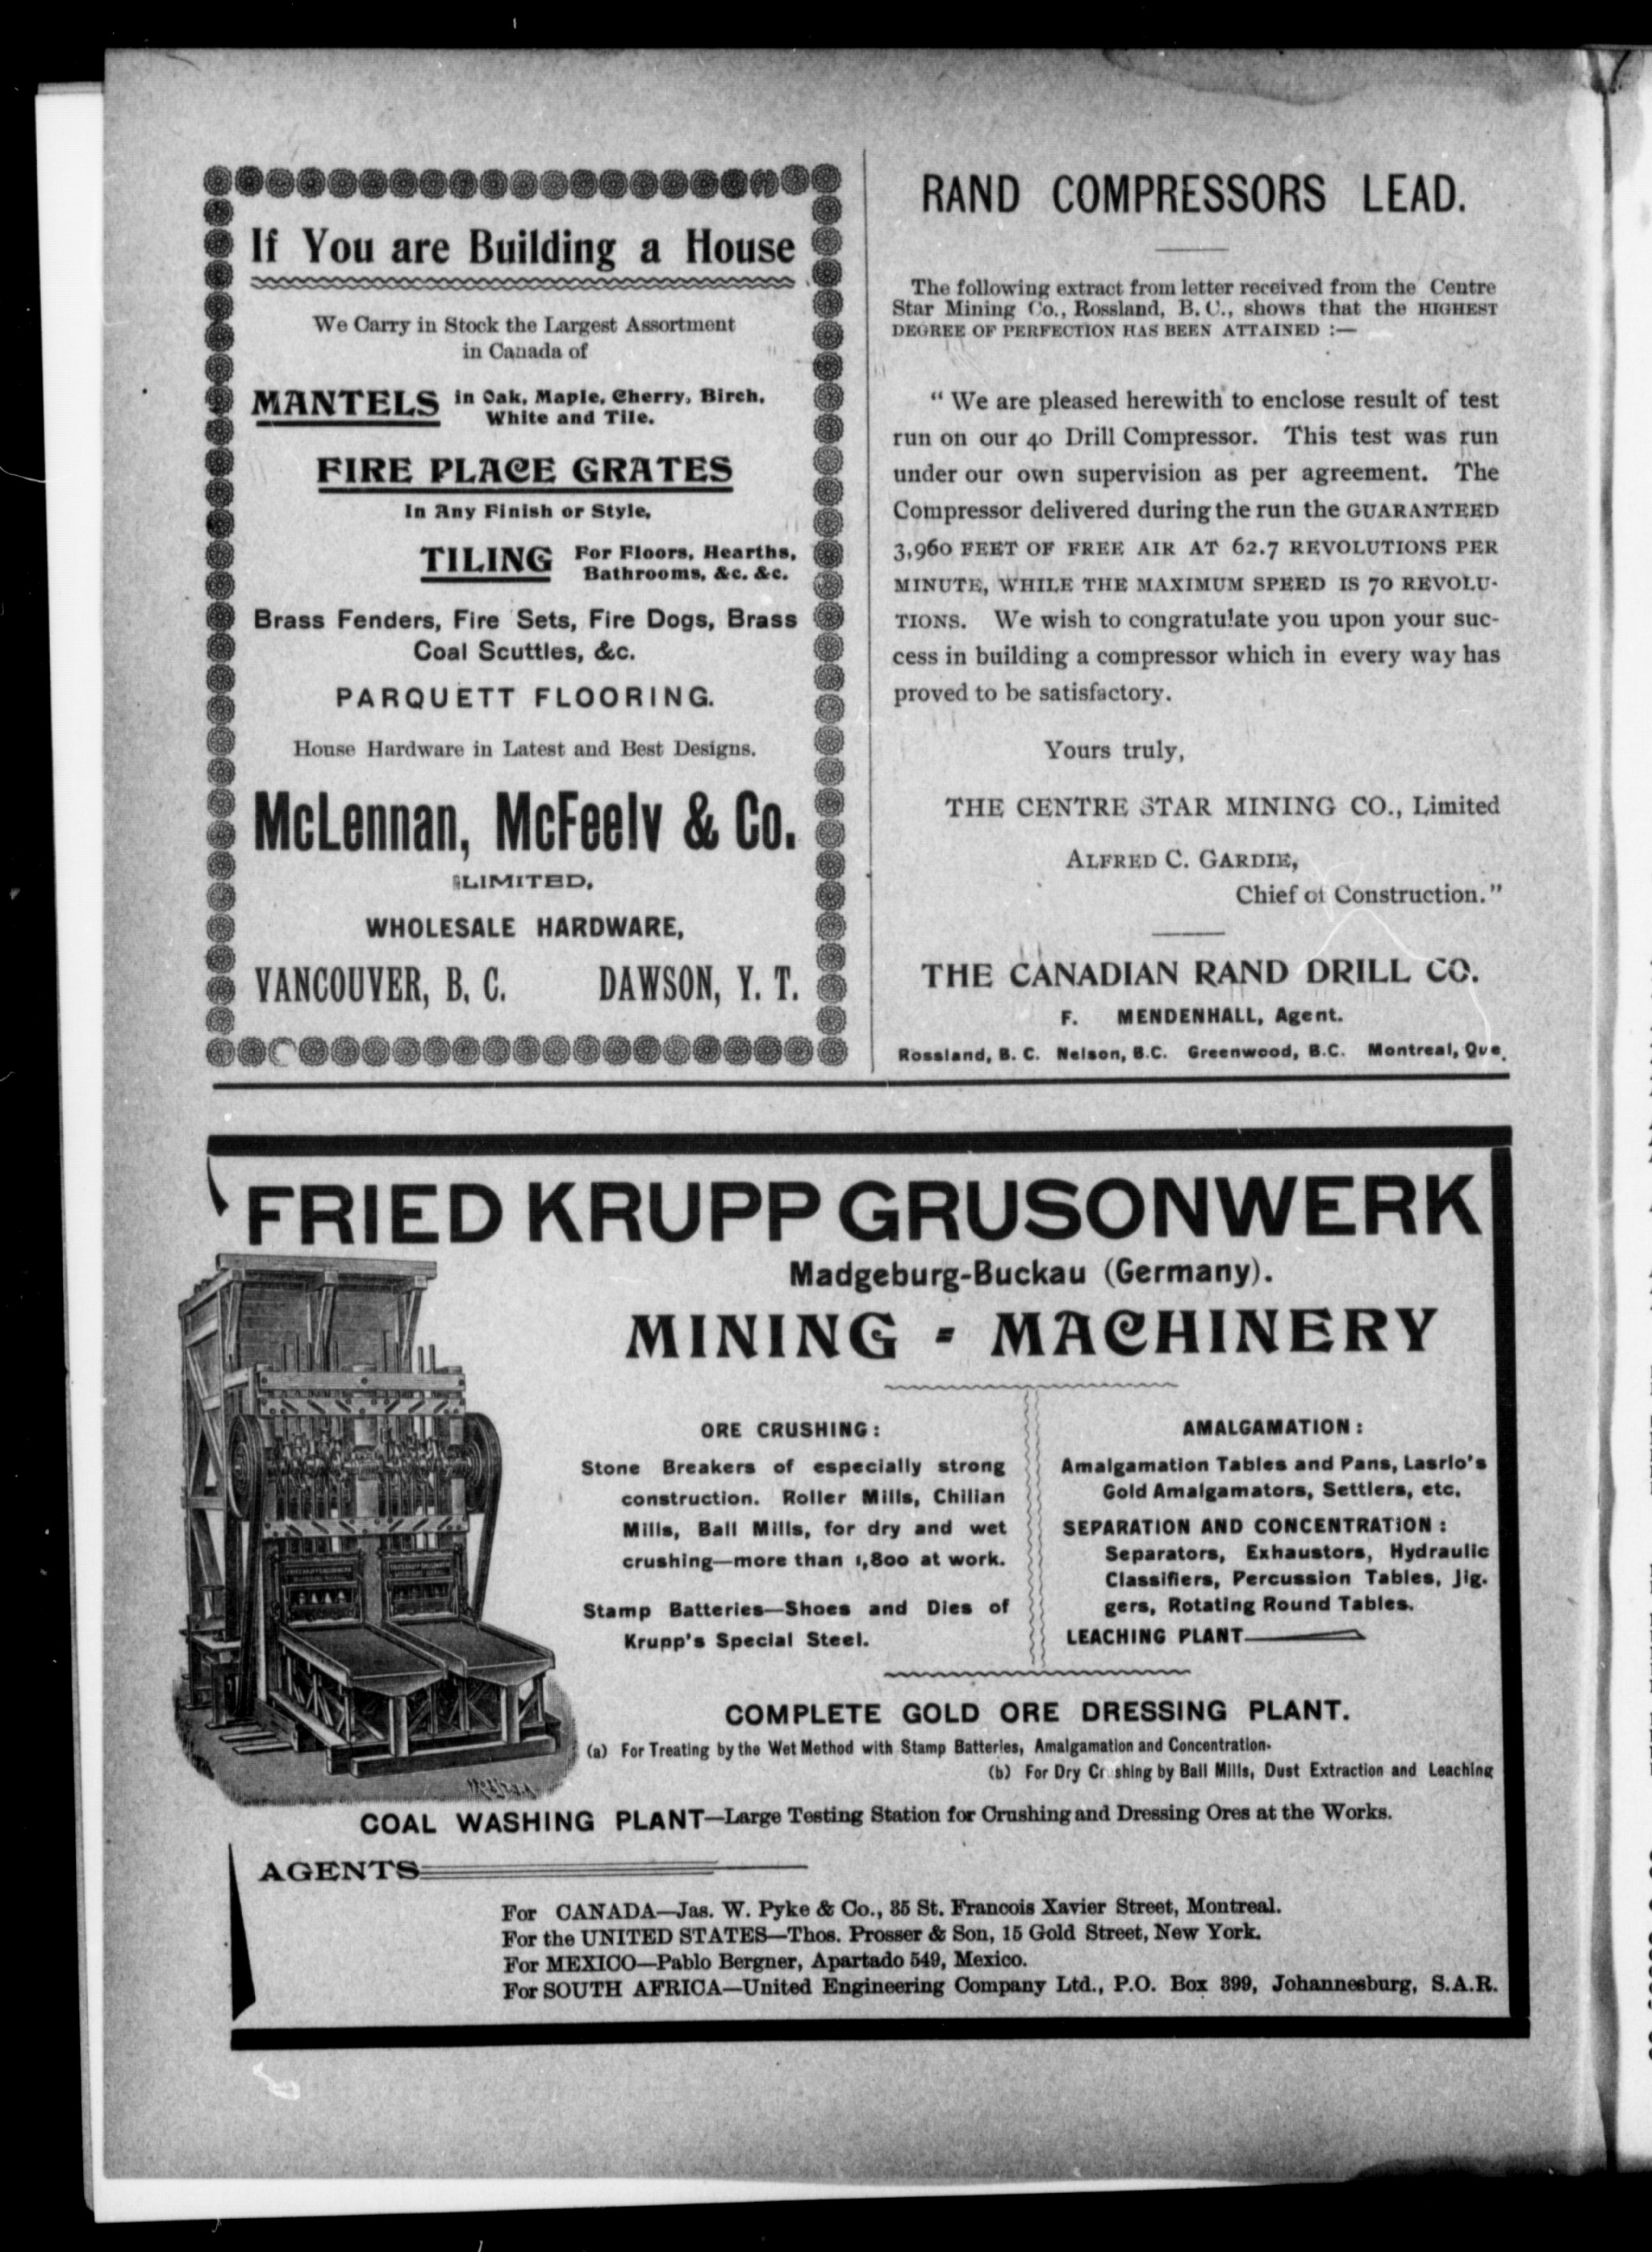 If You are Building a House
We Carry in Stock the Largest Assortment
in Canada of
MANTELS in Oak, Maple, Cherry, Birch,
White and Tile.
FIRE PLACE GRATES
In Any Finish or Style,
TILING For Floors, Hearths,
Bathrooms, &c. &c.
Brass Fenders, Fire Sets, Fire Dogs, Brass
Coal Scuttles, &c.
PARQUETT FLOORING.
House Hardware in Latest and Best Designs.
McLennan, McFeely & Co.
LIMITED,
WHOLESALE HARDWARE,
VANCOUVER, B. C. DAWSON, Y. T.
RAND COMPRESSORS LEAD.
The following extract from letter received from the Centre
Star Mining Co., Rossland, B. C., shows that the HIGHEST
DEGREE OF PERFECTION HAS BEEN ATTAINED :—
“ We are pleased herewith to enclose result of test
run on our 40 Drill Compressor. This test was run
under our own supervision as per agreement. The
Compressor delivered during the run the GUARANTEED
3,960 FEET OF FREE AIR AT 62.7 REVOLUTIONS PER
MINUTE, WHILE THE MAXIMUM SPEED IS 70 REVOLU-
TIONS. We wish to congratulate you upon your suc-
cess in building a compressor which in every way has
proved to be satisfactory.
Yours truly,
THE CENTRE STAR MINING CO., Limited
ALFRED C. GARDIE,
Chief of Construction.”
THE CANADIAN RAND DRILL CO.
F. MENDENHALL, Agent.
Rossland, B. C. Nelson, B.C. Greenwood, B.C. Montreal, Que.
FRIED KRUPP GRUSONWERK
Madgeburg-Buckau (Germany).
MINING - MACHINERY
ORE CRUSHING :
Stone Breakers of especially strong
construction. Roller Mills, Chilian
Mills, Ball Mills, for dry and wet
crushing—more than 1,800 at work.
Stamp Batteries—Shoes and Dies of
Krupp's Special Steel.
AMALGAMATION :
Amalgamation Tables and Pans, Lasrlo's
Gold Amalgamators, Settlers, etc.
SEPARATION AND CONCENTRATION :
Separators, Exhaustors, Hydraulic
Classifiers, Percussion Tables, Jig.
gers, Rotating Round Tables.
LEACHING PLANT
COMPLETE GOLD ORE DRESSING PLANT.
(a) For Treating by the Wet Method with Stamp Batteries, Amalgamation and Concentration.
(b) For Dry Crushing by Ball Mills, Dust Extraction and Leaching
COAL WASHING PLANT—Large Testing Station for Crushing and Dressing Ores at the Works.
AGENTS
For CANADA—Jas. W. Pyke & Co., 35 St. Francois Xavier Street, Montreal.
For the UNITED STATES—Thos. Prosser & Son, 15 Gold Street, New York.
For MEXICO—Pablo Bergner, Apartado 549, Mexico.
For SOUTH AFRICA—United Engineering Company Ltd., P.O. Box 399, Johannesburg, S.A.R.